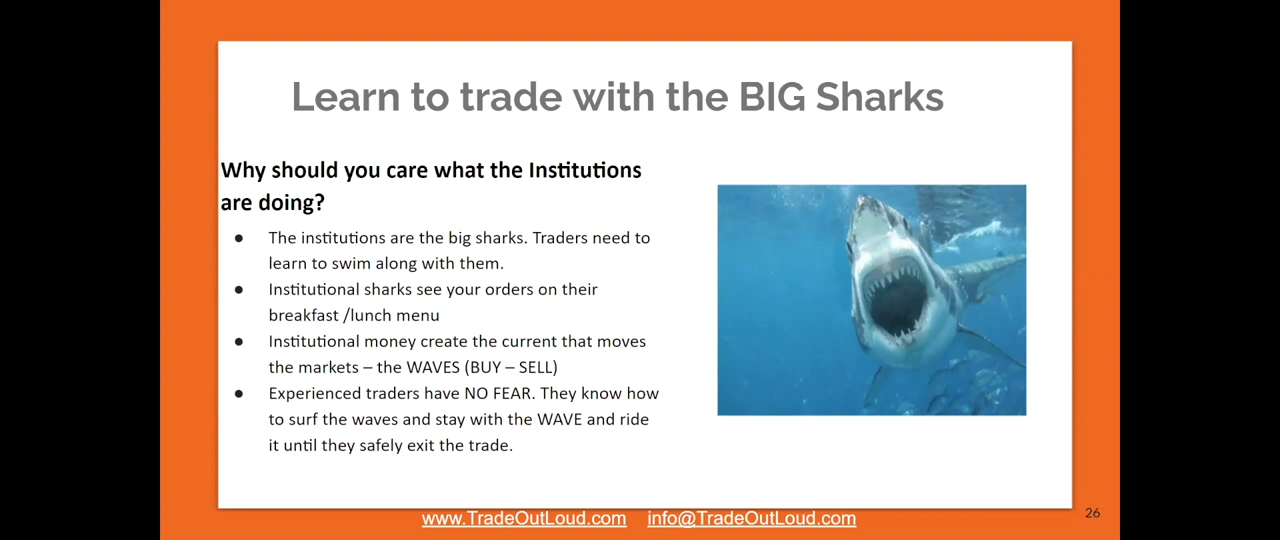 Learn to trade with the BIG Sharks
Why should you care what the Institutions
are doing?
● The institutions are the big sharks. Traders need to
learn to swim along with them.
● Institutional sharks see your orders on their
breakfast /lunch menu
● Institutional money create the current that moves
the markets – the WAVES (BUY – SELL)
● Experienced traders have NO FEAR. They know how
to surf the waves and stay with the WAVE and ride
it until they safely exit the trade.
www.TradeOutLoud.com info@TradeOutLoud.com
26